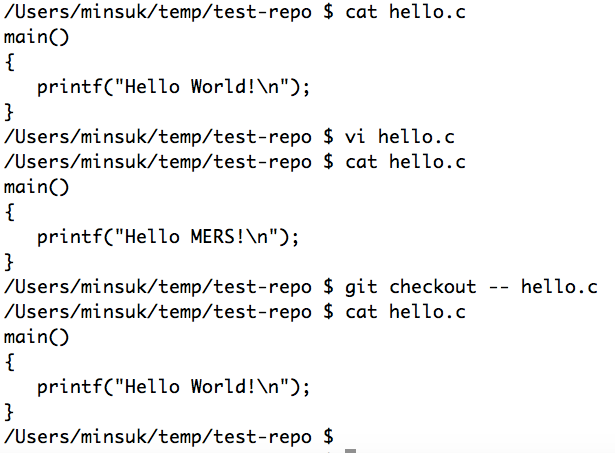 /Users/minsuk/temp/test-repo $ cat hello.c
main()
{
   printf("Hello World!\n");
}
/Users/minsuk/temp/test-repo $ vi hello.c
/Users/minsuk/temp/test-repo $ cat hello.c
main()
{
   printf("Hello MERS!\n");
}
/Users/minsuk/temp/test-repo $ git checkout -- hello.c
/Users/minsuk/temp/test-repo $ cat hello.c
main()
{
   printf("Hello World!\n");
}
/Users/minsuk/temp/test-repo $